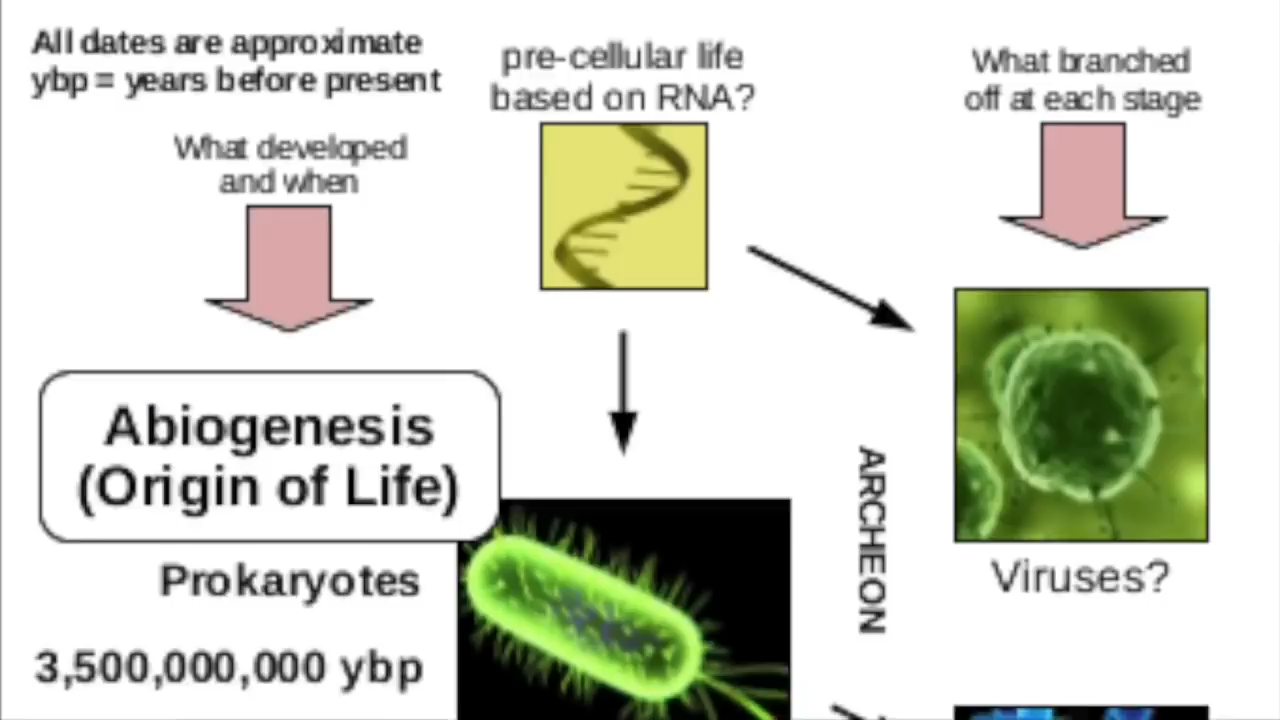 All dates are approximate
ybp = years before present
What developed
and when
pre-cellular life
based on RNA?
What branched
off at each stage
Abiogenesis
(Origin of Life)
Prokaryotes
3,500,000,000 ybp
ARCHEON
Viruses?